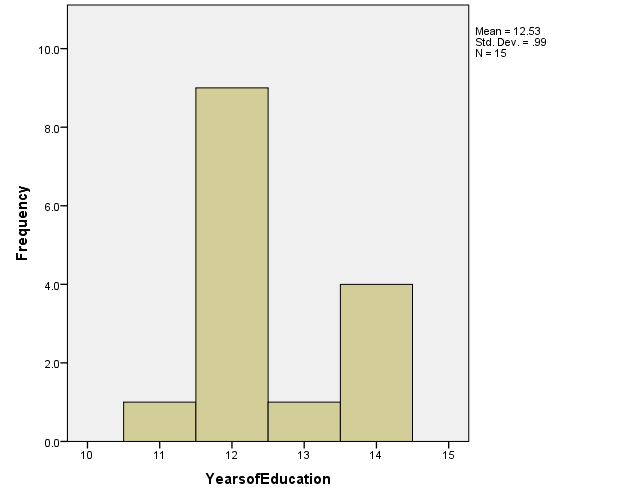 Mean = 12.53
Std. Dev. = .99
N = 15
10.0
8.0
6.0
4.0
2.0
0.0
Frequency
10 11 12 13 14 15
YearsofEducation